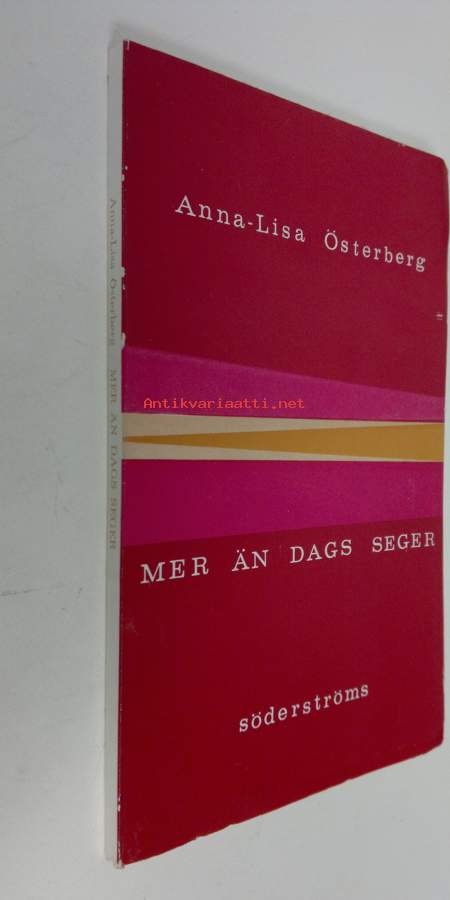 Anna-Lisa Österberg
Antikvariaatti.net
MER ÄN DAGS SEGER
söderströms
Anna-Lisa Österberg MER ÄN DAGS SEGER